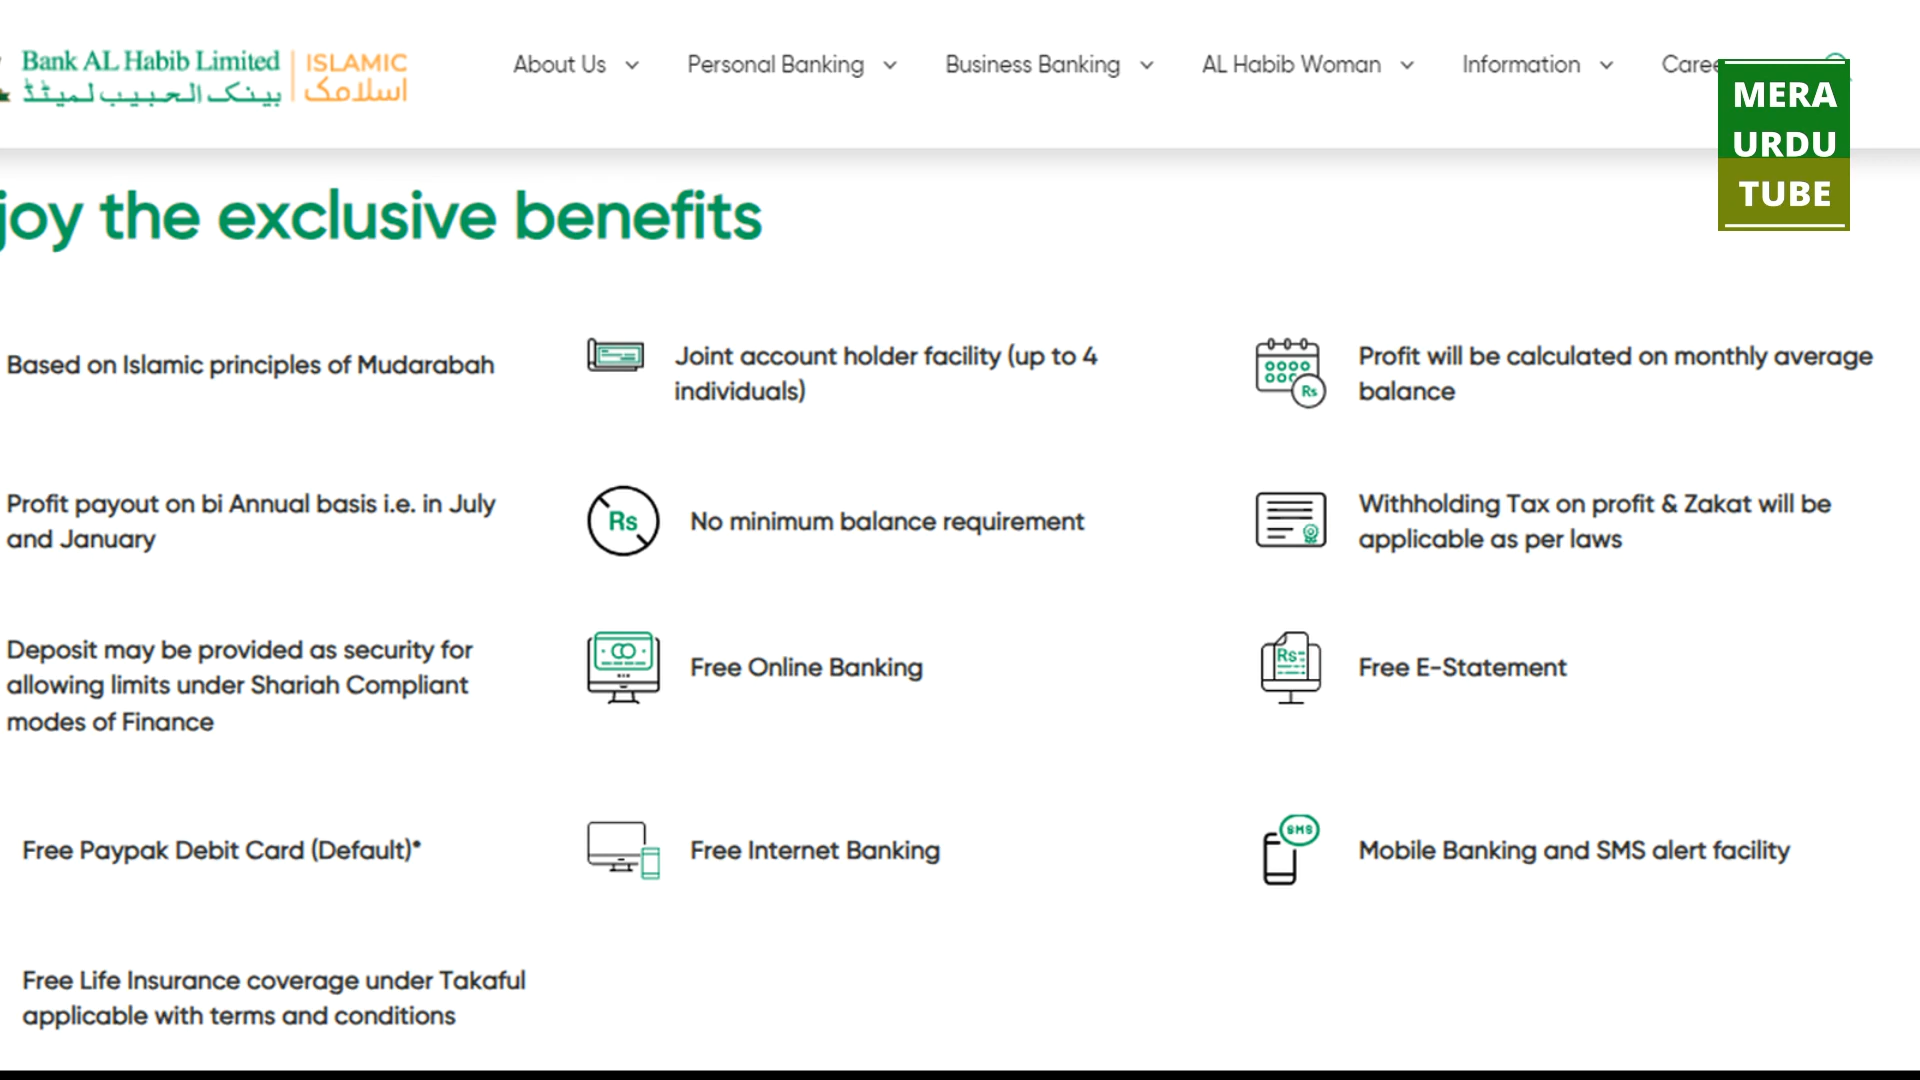 Bank AL Habib Limited
ISLAMIC
بینک الحبیب لمیٹڈ
اسلامک
About Us
Personal Banking
Business Banking
AL Habib Woman
Information
MERA
URDU
TUBE
joy the exclusive benefits
Based on Islamic principles of Mudarabah
Joint account holder facility (up to 4
individuals)
Profit will be calculated on monthly average
balance
Rs
Profit payout on bi Annual basis i.e. in July
and January
Rs
No minimum balance requirement
Withholding Tax on profit & Zakat will be
applicable as per laws
Deposit may be provided as security for
allowing limits under Shariah Compliant
modes of Finance
Free Online Banking
Rs
Free E-Statement
Free Paypak Debit Card (Default)*
Free Internet Banking
SMS
Mobile Banking and SMS alert facility
Free Life Insurance coverage under Takaful
applicable with terms and conditions